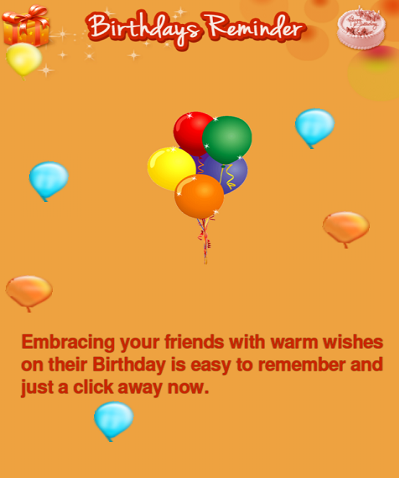 Birthdays Reminder
Embracing your friends with warm wishes
on their Birthday is easy to remember and
just a click away now.